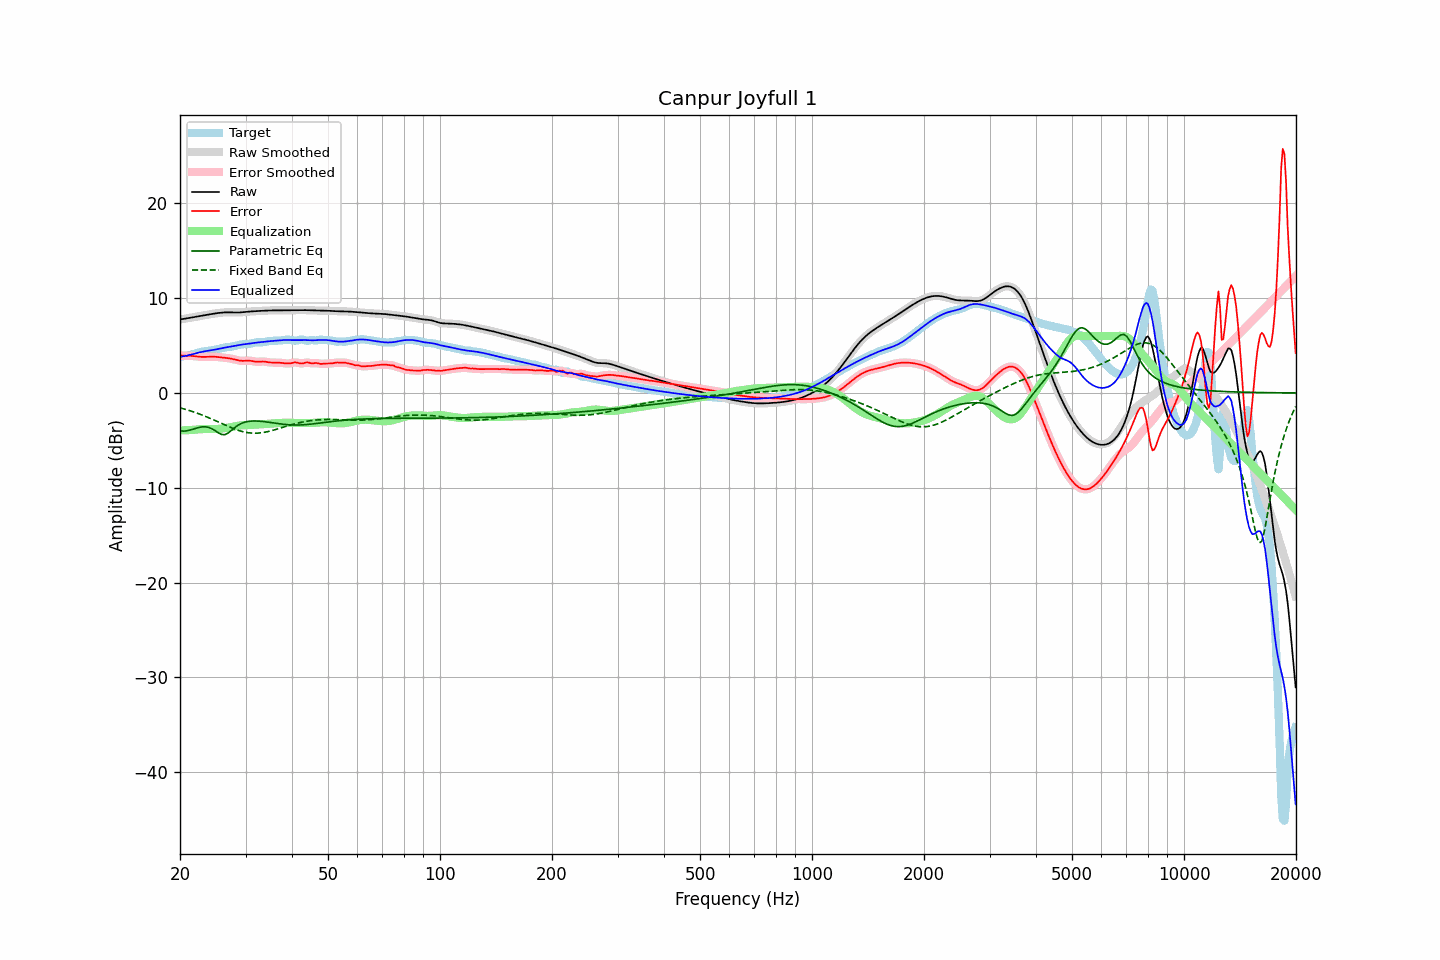 Canpur Joyfull 1
Target
Raw Smoothed
Error Smoothed
Raw
Error
Equalization
Parametric Eq
Fixed Band Eq
Equalized
20
10
0
−10
−20
−30
−40
Amplitude (dBr)
20
50
100
200
500
1000
2000
5000
10000
20000
Frequency (Hz)